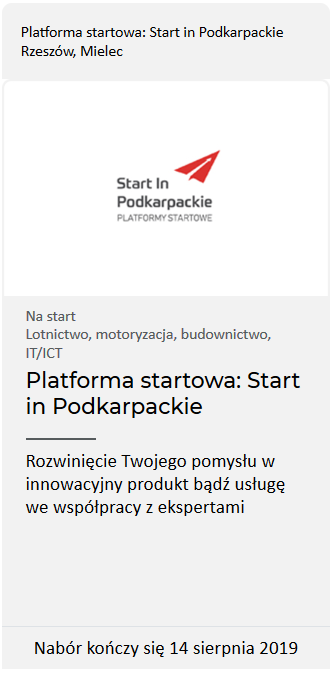 Platforma startowa: Start in Podkarpackie
Rzeszów, Mielec
Start In
Podkarpackie
PLATFORMY STARTOWE
Na start
Lotnictwo, motoryzacja, budownictwo,
IT/ICT
Platforma startowa: Start
in Podkarpackie
Rozwinięcie Twojego pomysłu w
innowacyjny produkt bądź usługę
we współpracy z ekspertami
Nabór kończy się 14 sierpnia 2019